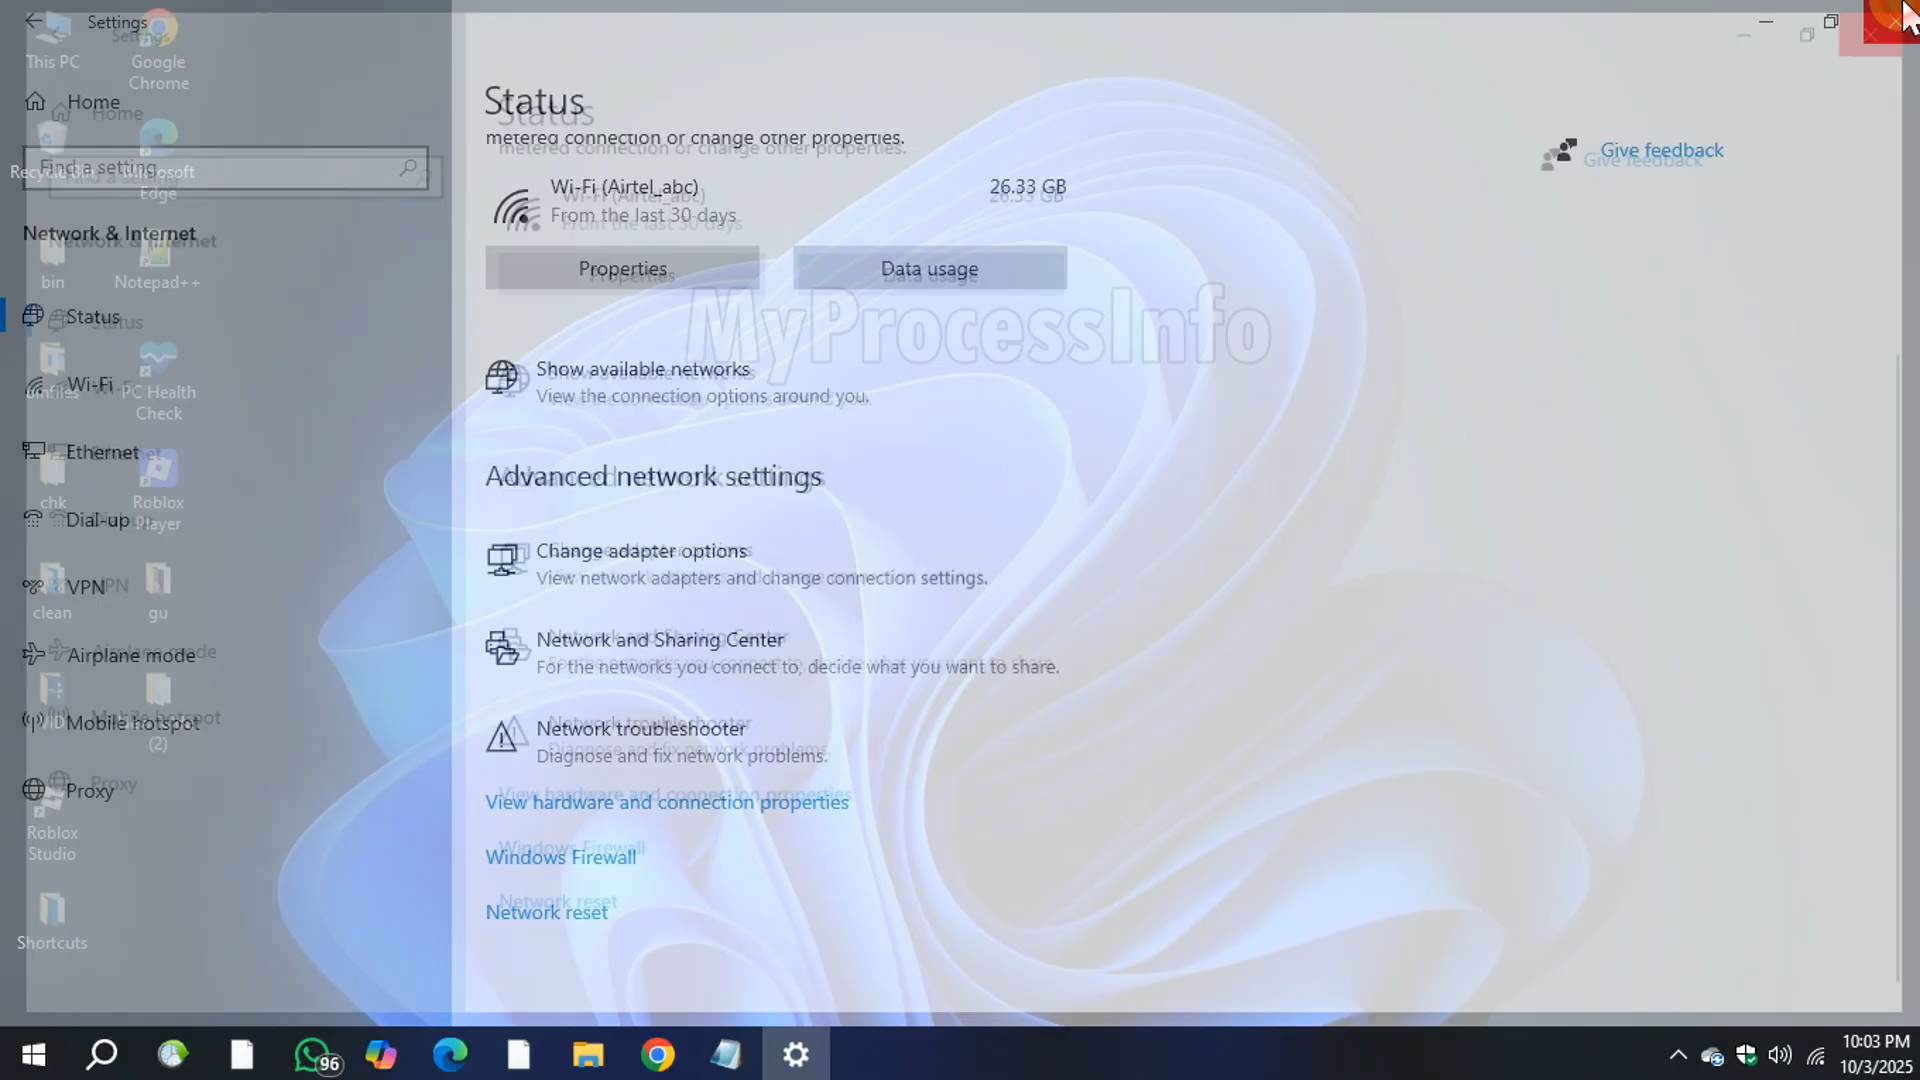 Settings
This PC
Google
Chrome
Home
Find a setting
Recycle Bin
Microsoft
Edge
Network & Internet
bin
Notepad++
Status
Wi-Fi
PC Health
Check
Ethernet
chk
Roblox
Player
Dial-up
VPN
clean
gu
Airplane mode
Mobile hotspot
(2)
Proxy
Roblox
Studio
Shortcuts
Status
metered connection or change other properties.
Give feedback
Wi-Fi (Airtel_abc)
26.33 GB
From the last 30 days
Properties
Data usage
MyProcessInfo
Show available networks
View the connection options around you.
Advanced network settings
Change adapter options
View network adapters and change connection settings.
Network and Sharing Center
For the networks you connect to, decide what you want to share.
Network troubleshooter
Diagnose and fix network problems.
View hardware and connection properties
Windows Firewall
Network reset
96
10:03 PM
10/3/2025